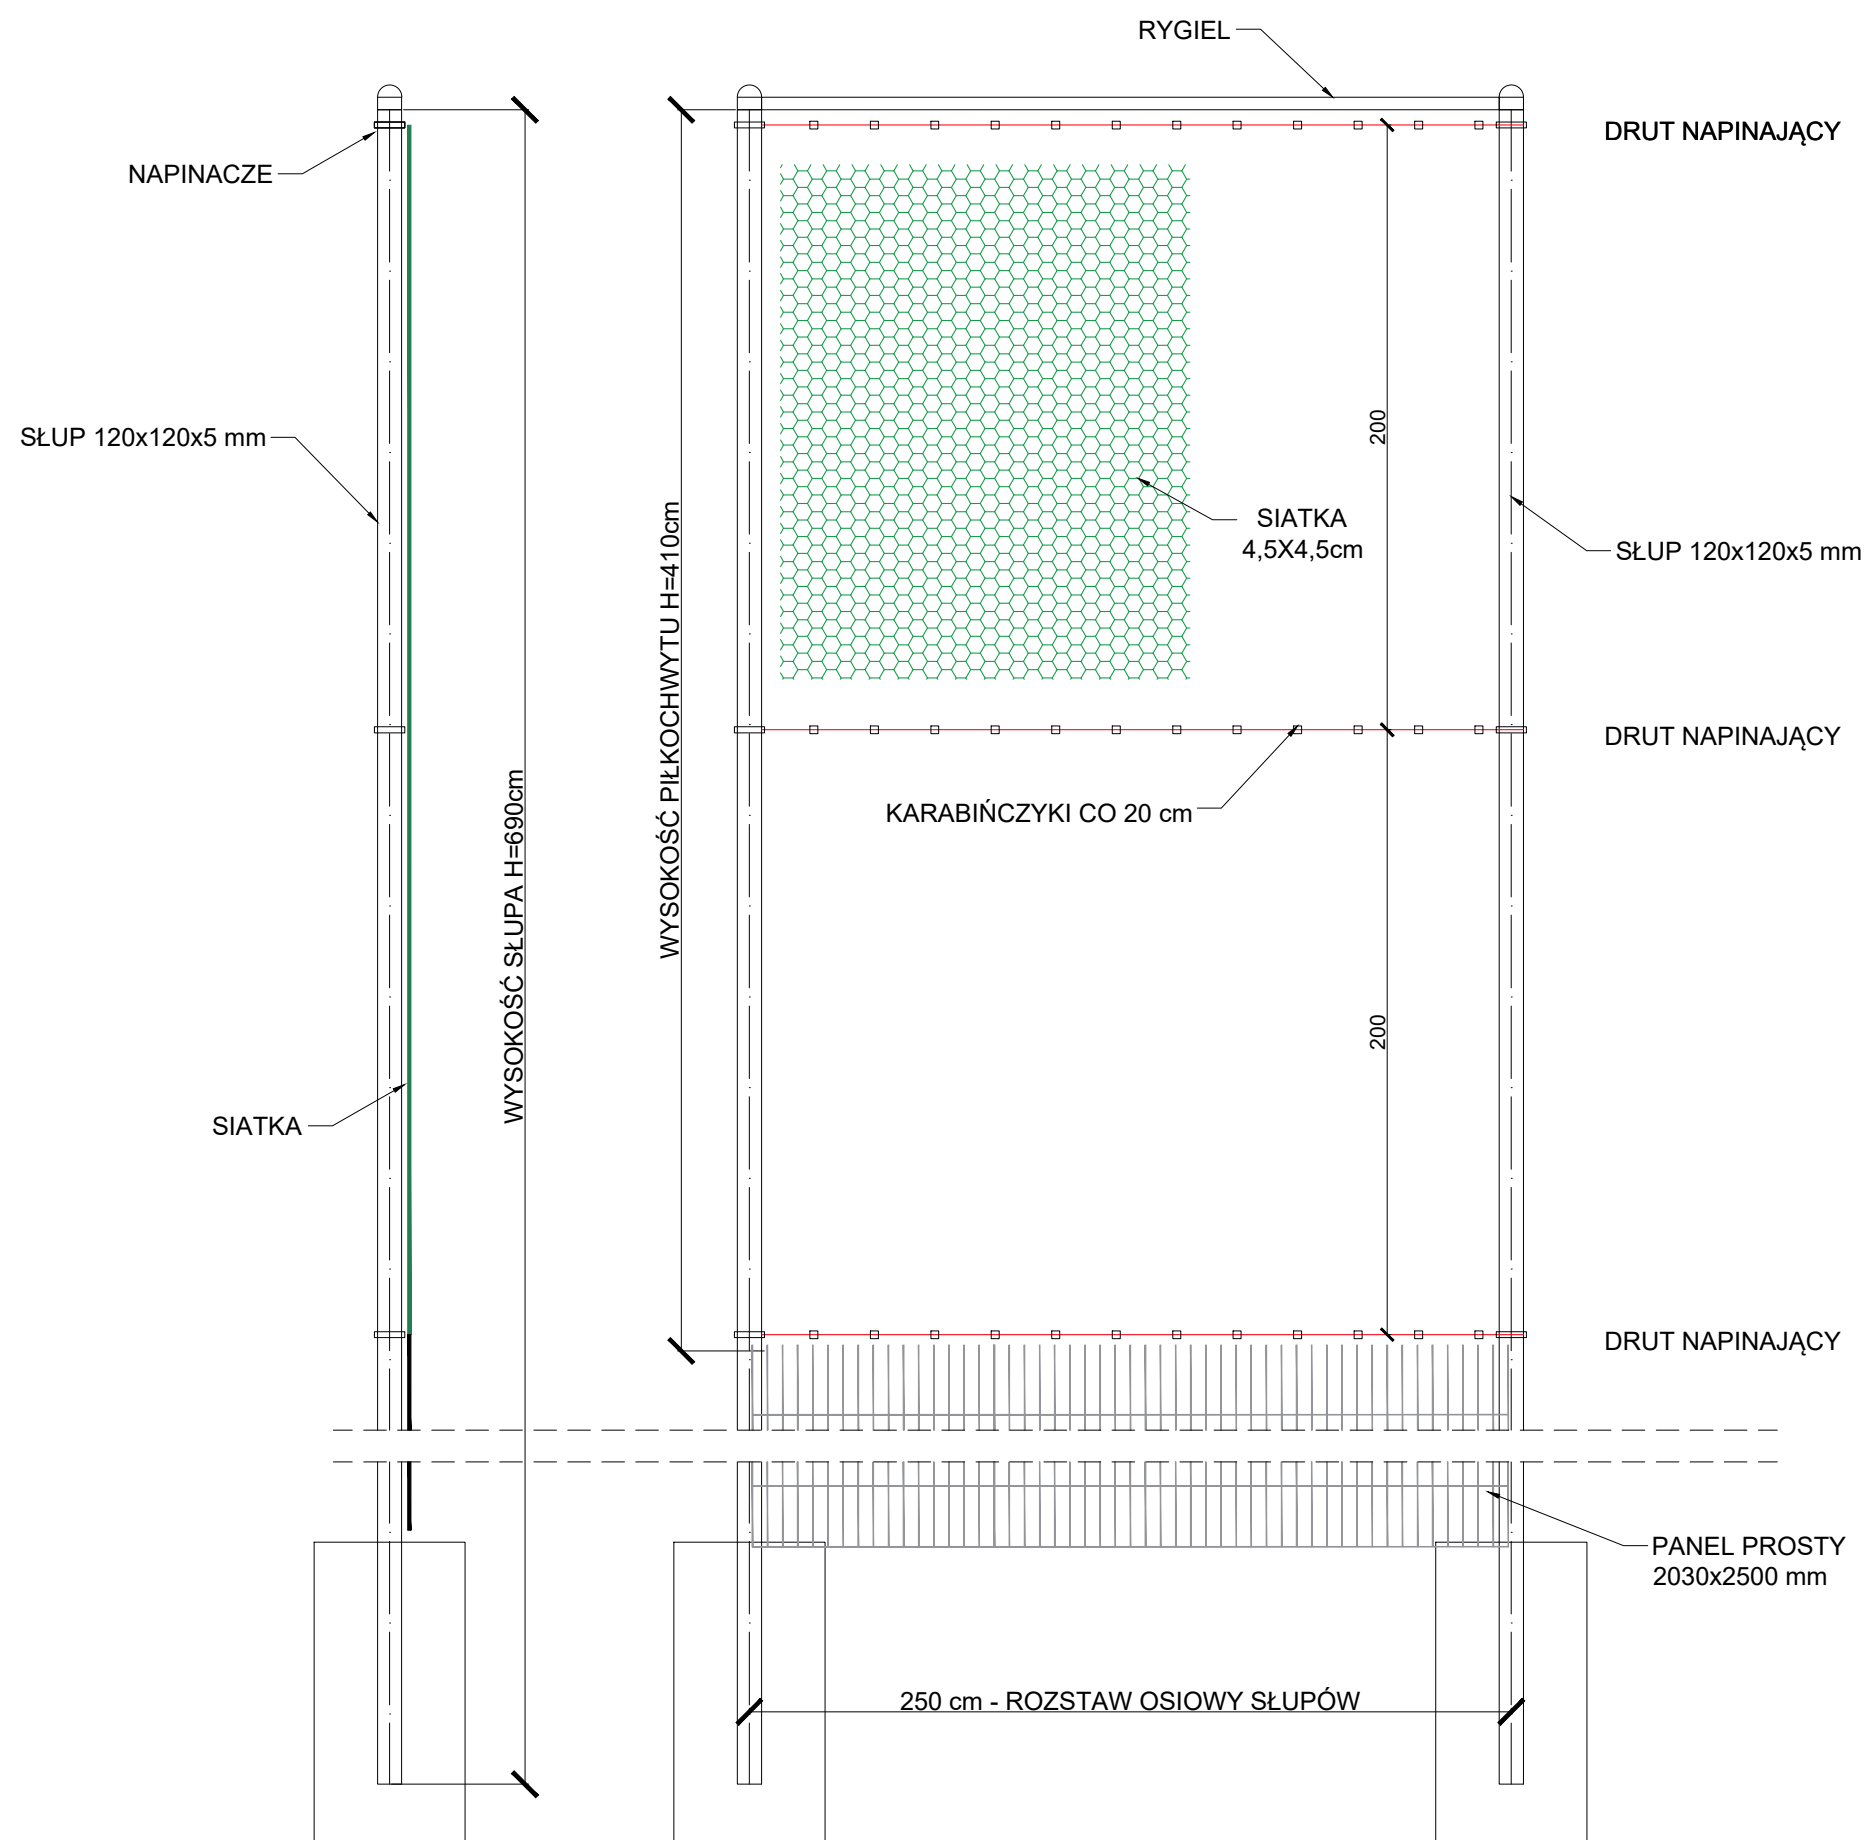 RYGIEL
DRUT NAPINAJĄCY
NAPINACZE
200
SŁUP 120x120x5 mm
SIATKA
4,5X4,5cm
SŁUP 120x120x5 mm
WYSOKOŚĆ PIŁKOCHWYTU H=410cm
DRUT NAPINAJĄCY
KARABIŃCZYKI CO 20 cm
WYSOKOŚĆ SŁUPA H=690cm
200
SIATKA
DRUT NAPINAJĄCY
PANEL PROSTY
2030x2500 mm
250 cm - ROZSTAW OSIOWY SŁUPÓW